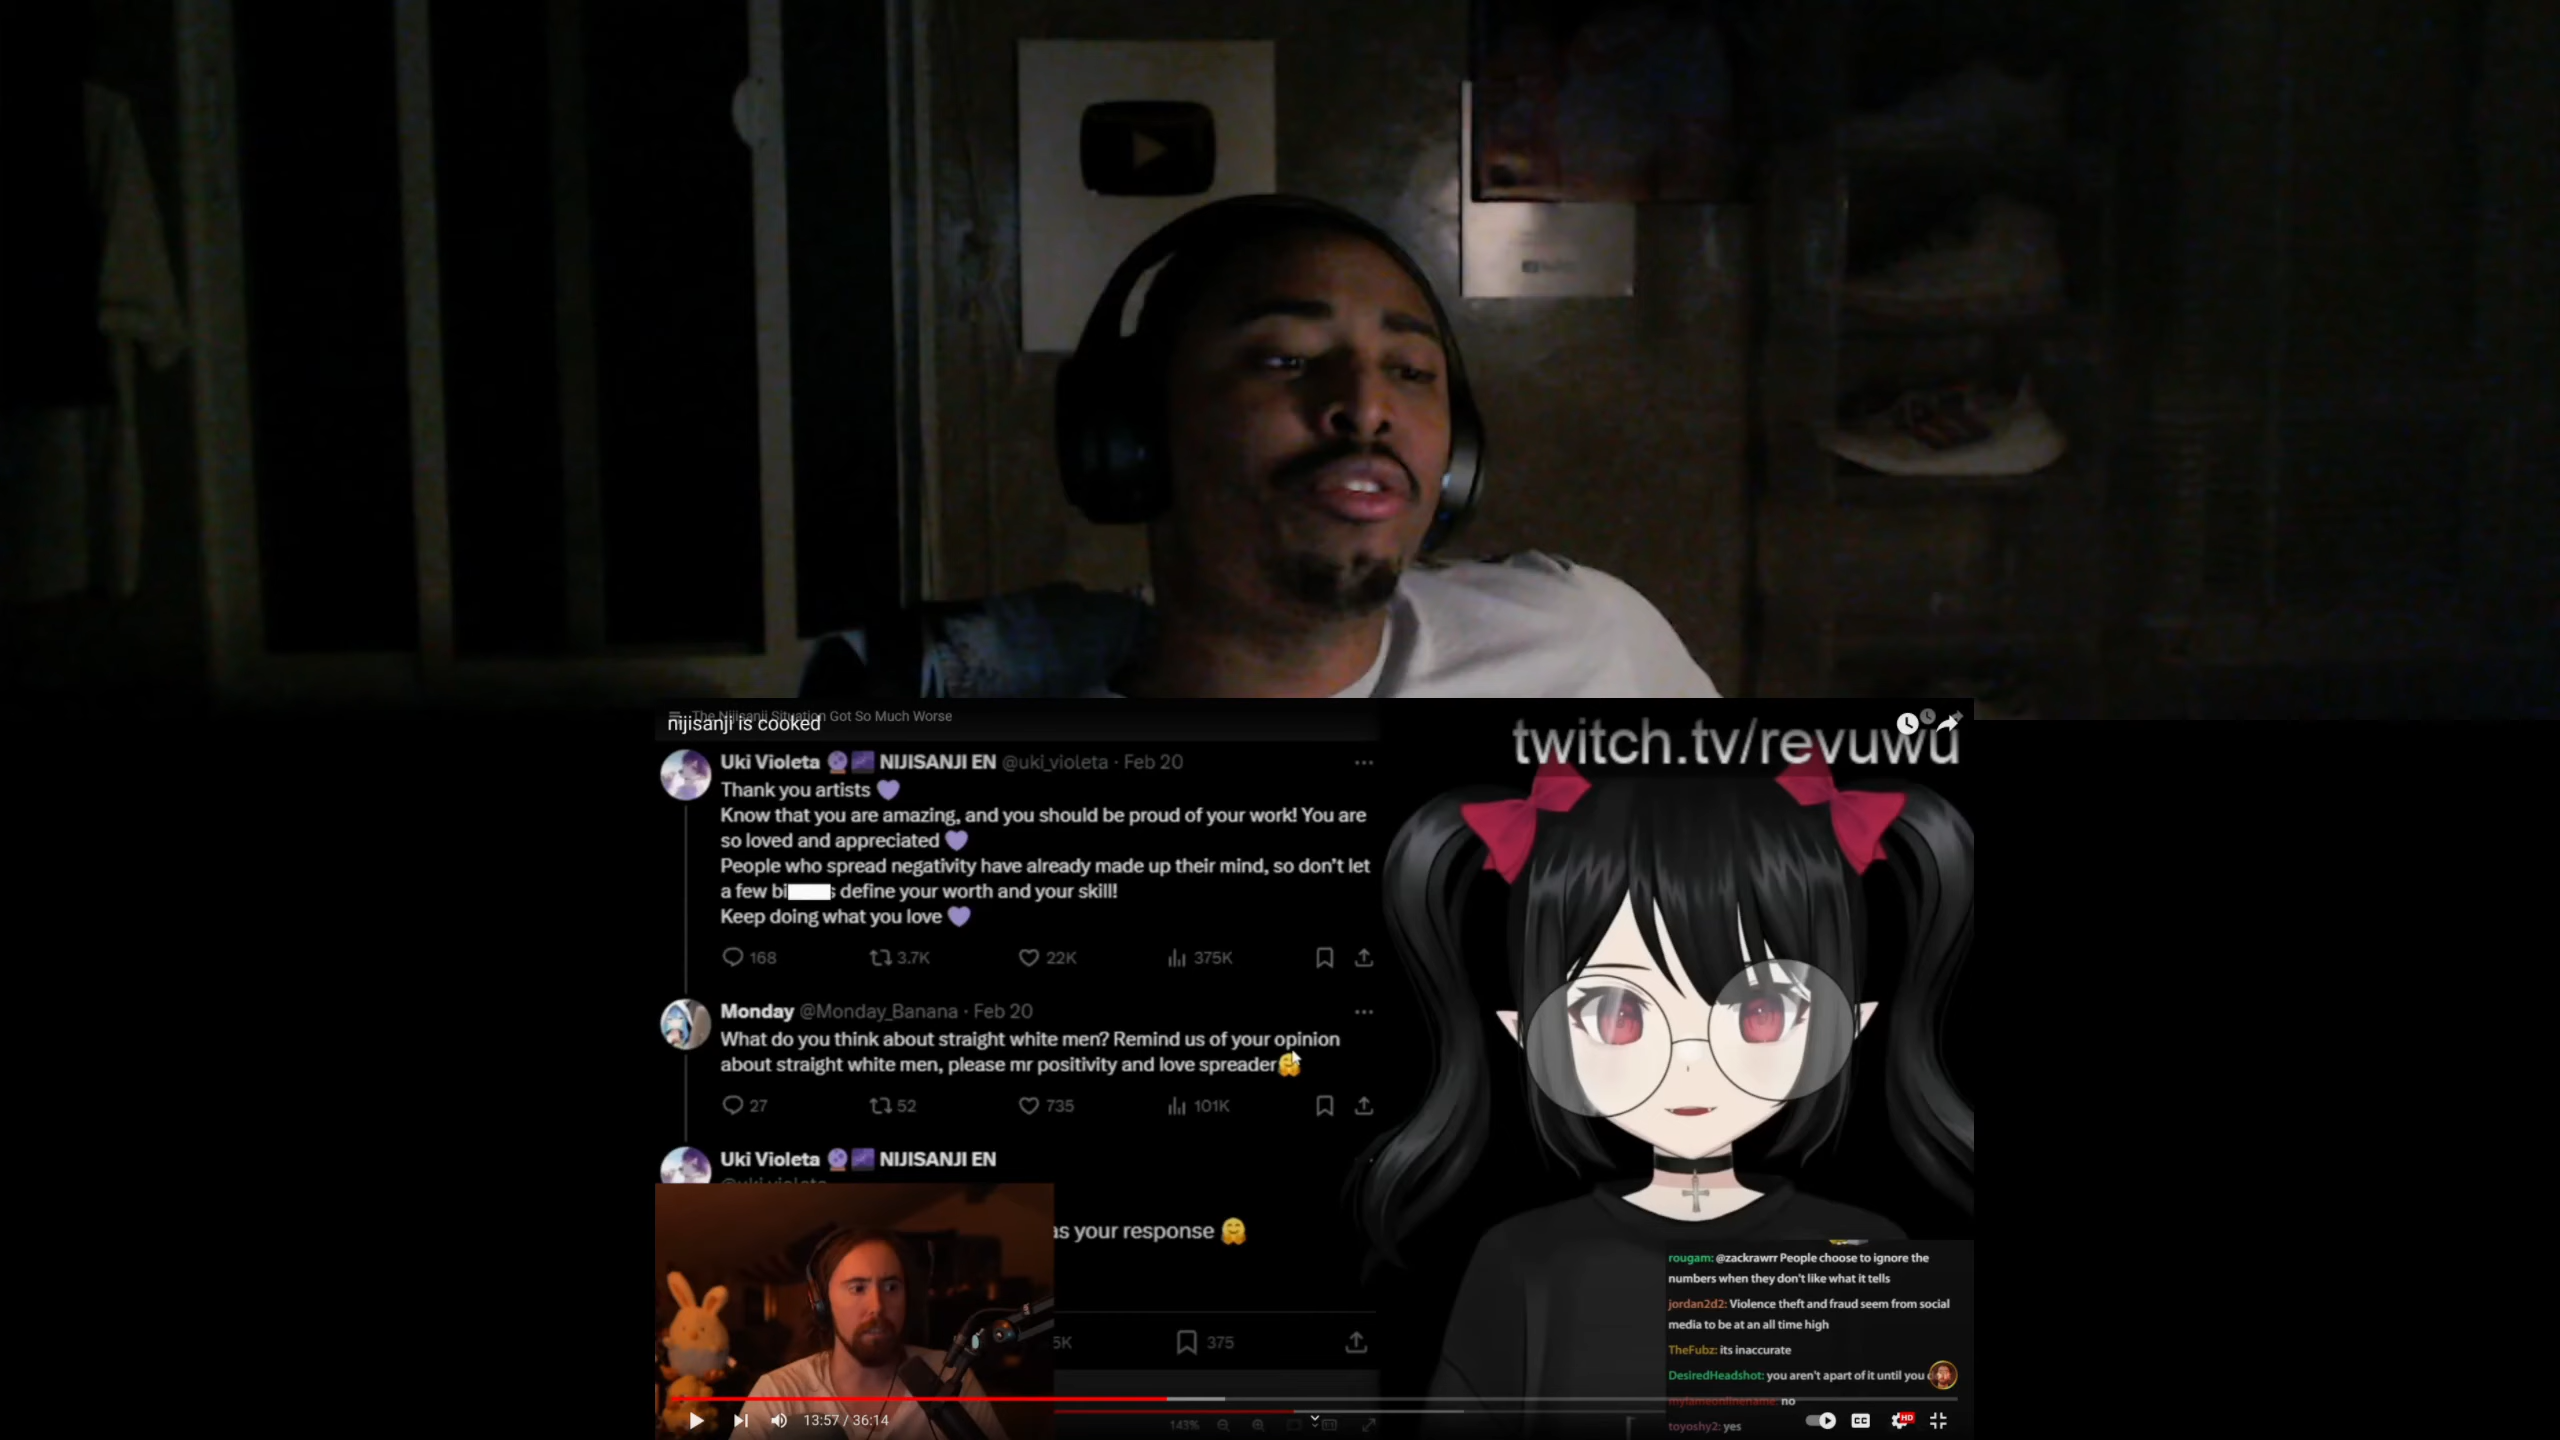 The Nijisanji Situation Got So Much Worse
nijisanji is cooked
twitch.tv/revuwu
Uki Violeta NIJISANJI EN @uki_violeta · Feb 20
Thank you artists 💜
Know that you are amazing, and you should be proud of your work! You are
so loved and appreciated 💜
People who spread negativity have already made up their mind, so don't let
a few bi s define your worth and your skill!
Keep doing what you love 💜
168 3.7K 22K 375K
Monday @Monday_Banana · Feb 20
What do you think about straight white men? Remind us of your opinion
about straight white men, please mr positivity and love spreader🤗
27 52 735 101K
Uki Violeta NIJISANJI EN
@uki_violeta
as your response 🤗
5K 375
rougam: @zackrawrr People choose to ignore the
numbers when they don't like what it tells
jordan2d2: Violence theft and fraud seem from social
media to be at an all time high
TheFubz: its inaccurate
DesiredHeadshot: you aren't apart of it until you
mylameonlinename: no
toyoshy2: yes
13:57 / 36:14
143%
CC
HD